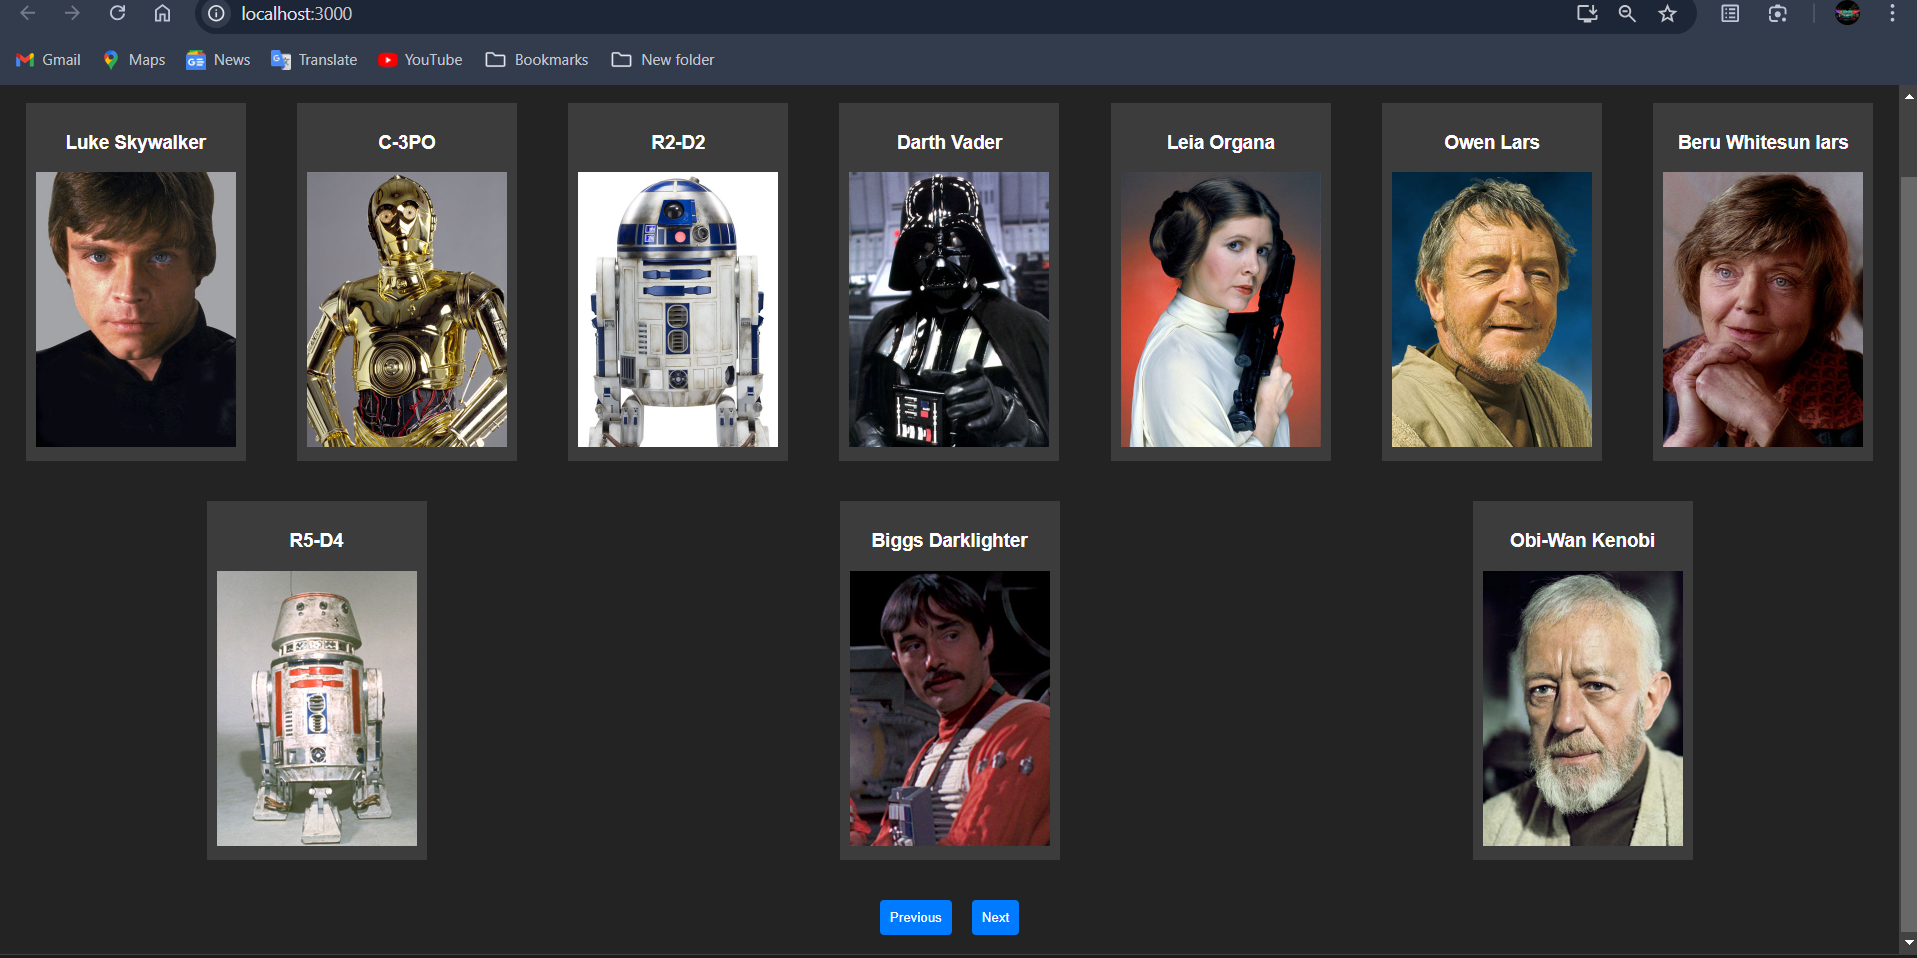 localhost:3000
Gmail Maps News Translate YouTube Bookmarks New folder
Luke Skywalker
C-3PO
R2-D2
Darth Vader
Leia Organa
Owen Lars
Beru Whitesun lars
R5-D4
Biggs Darklighter
Obi-Wan Kenobi
Previous Next